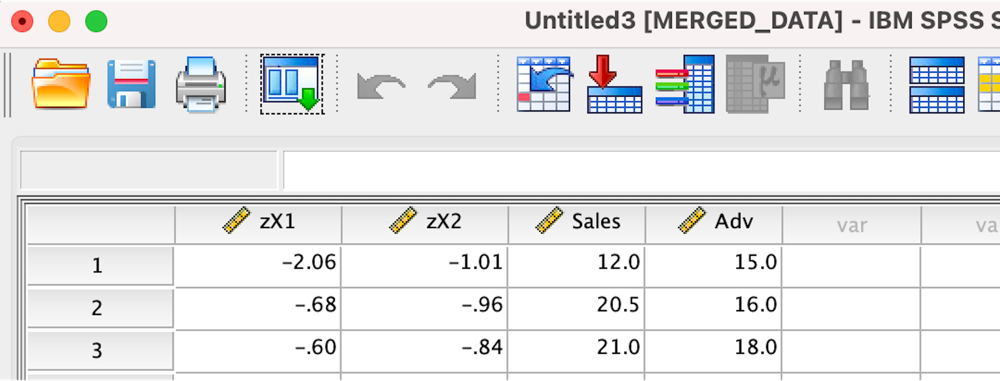 Untitled3 [MERGED_DATA] - IBM SPSS S
μ
zX1 zX2 Sales Adv var va
1 -2.06 -1.01 12.0 15.0
2 -.68 -.96 20.5 16.0
3 -.60 -.84 21.0 18.0